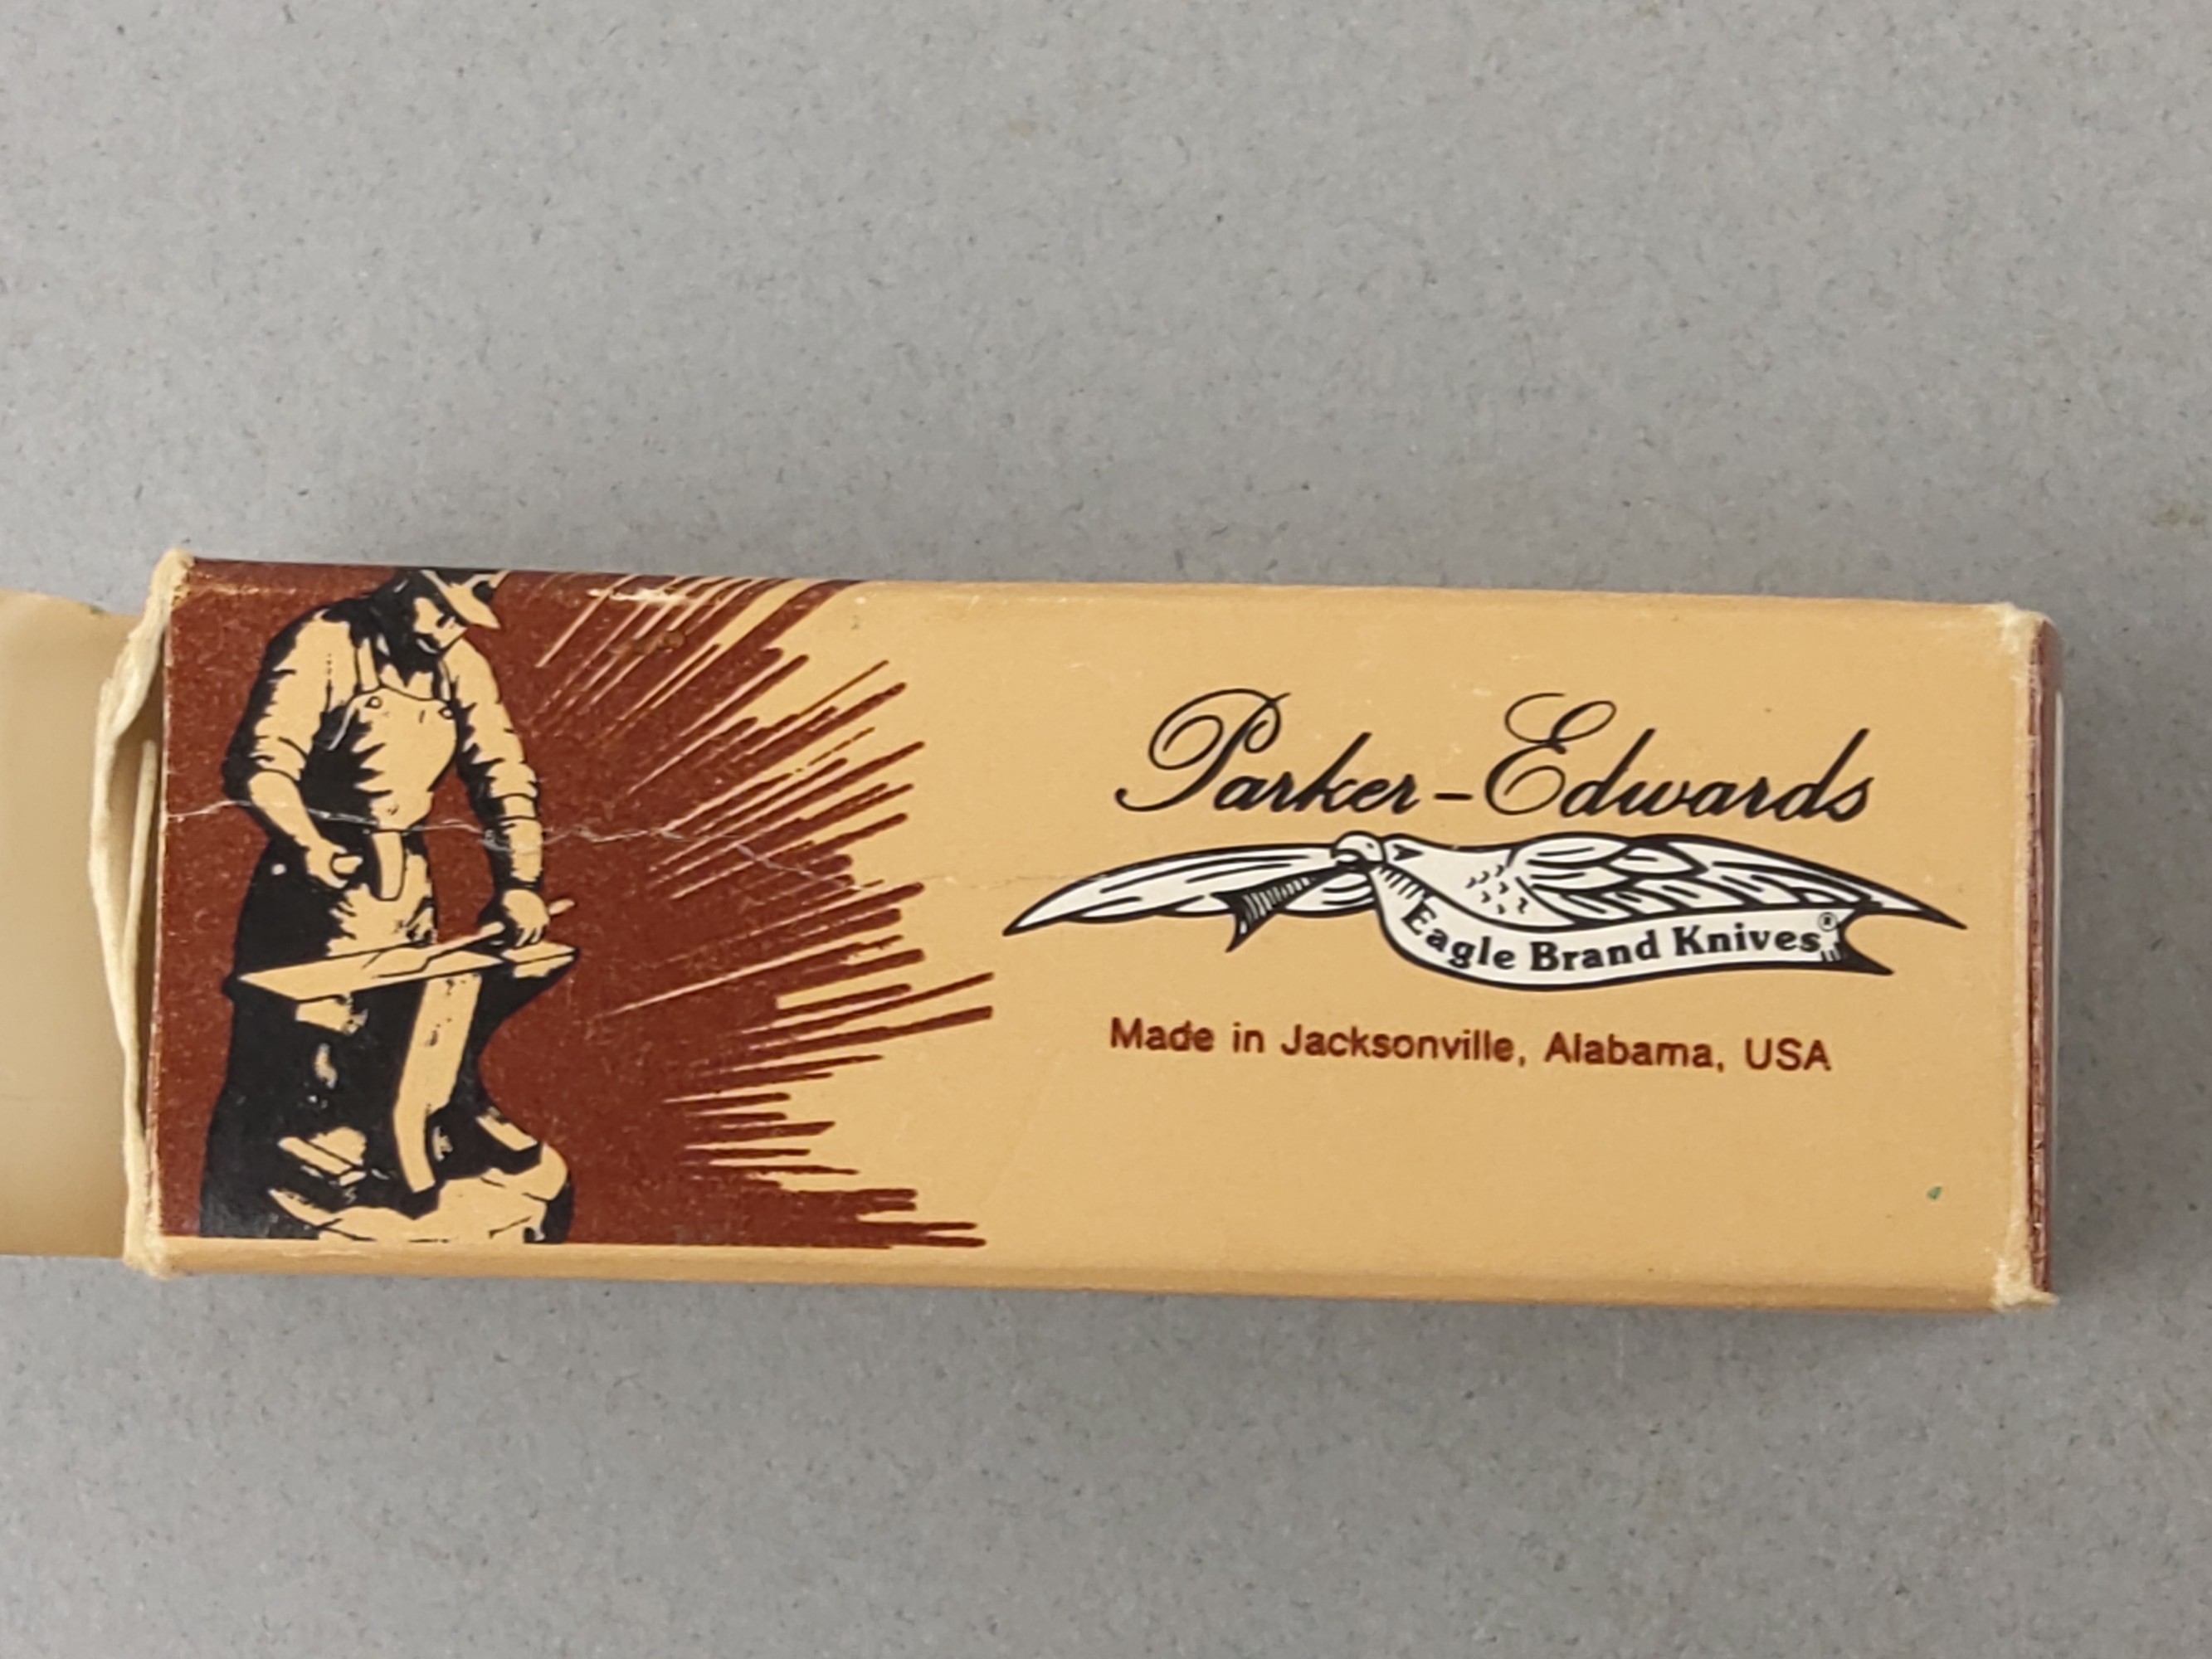 Parker-Edwards
Eagle Brand Knives®
Made in Jacksonville, Alabama, USA